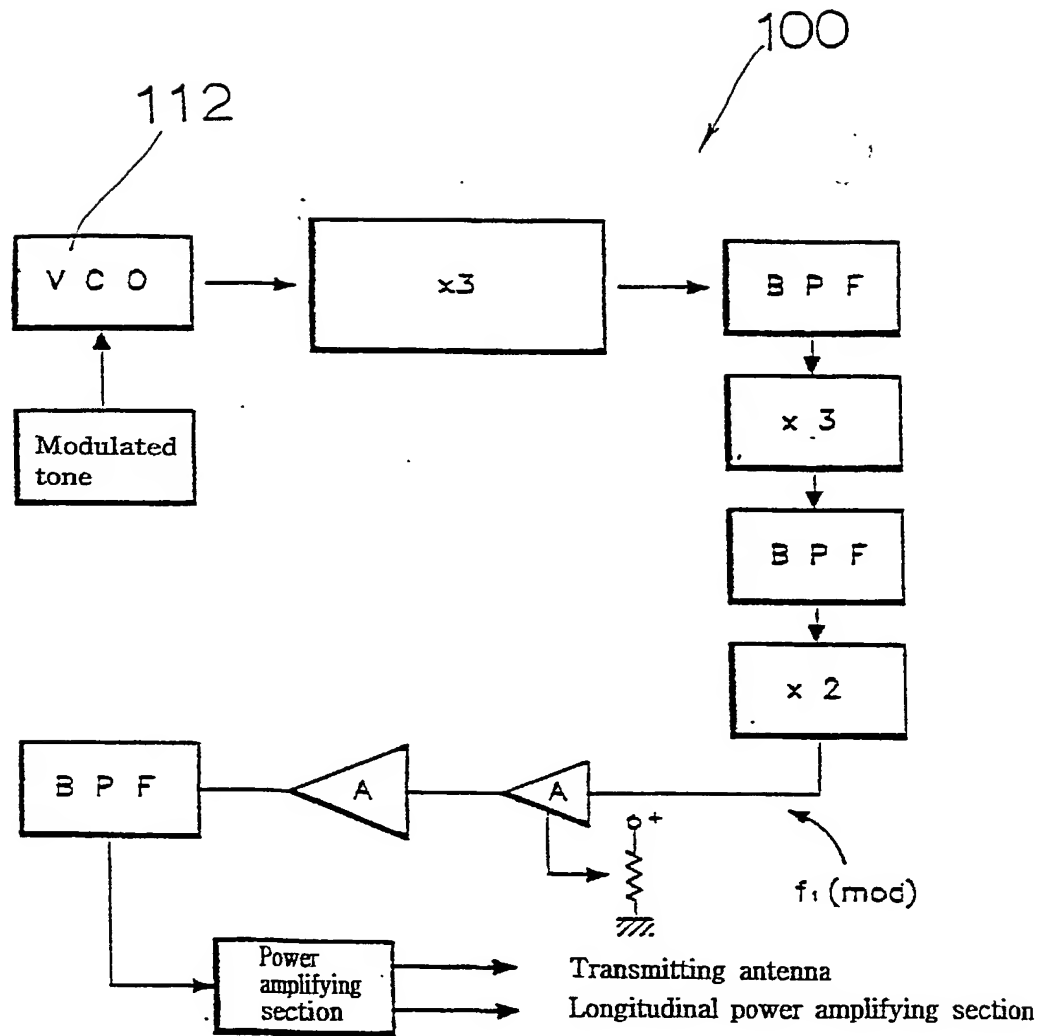 100
112
V C O
x3
B P F
Modulated
tone
x 3
B P F
x 2
B P F
A
A
+
f₁ (mod)
Power
amplifying
section
Transmitting antenna
Longitudinal power amplifying section